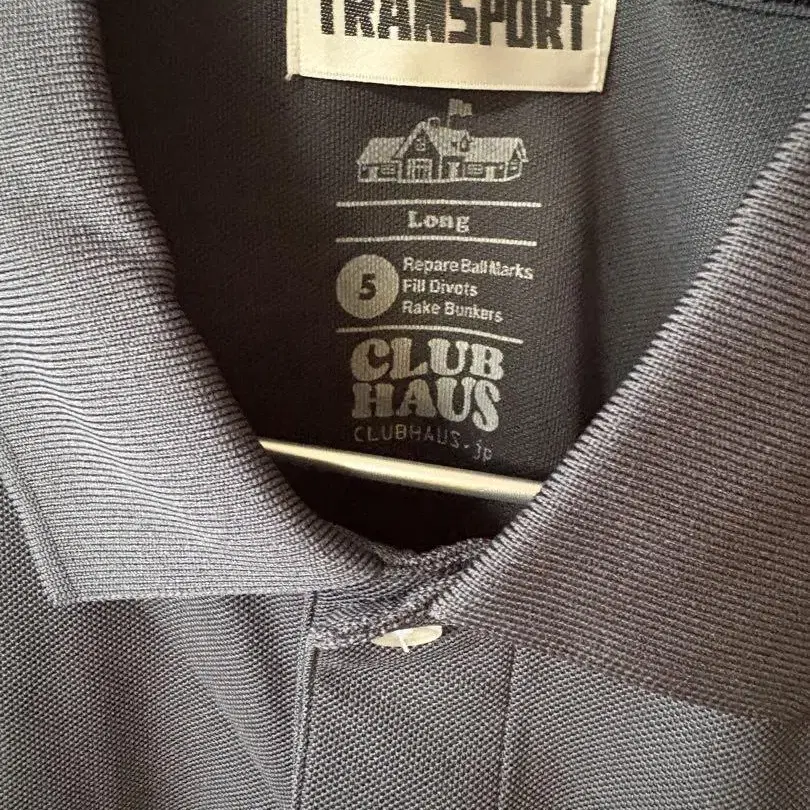 TRANSPORT
Long
5
Repare Ball Marks
Fill Divots
Rake Bunkers
CLUB
HAUS
CLUBHAUS-jp